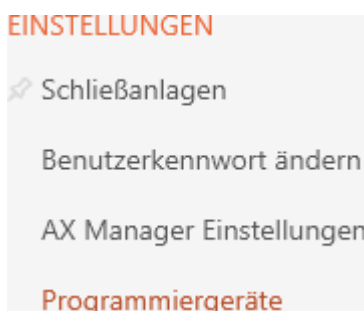 EINSTELLUNGEN
Schließanlagen
Benutzerkennwort ändern
AX Manager Einstellungen
Programmiergeräte